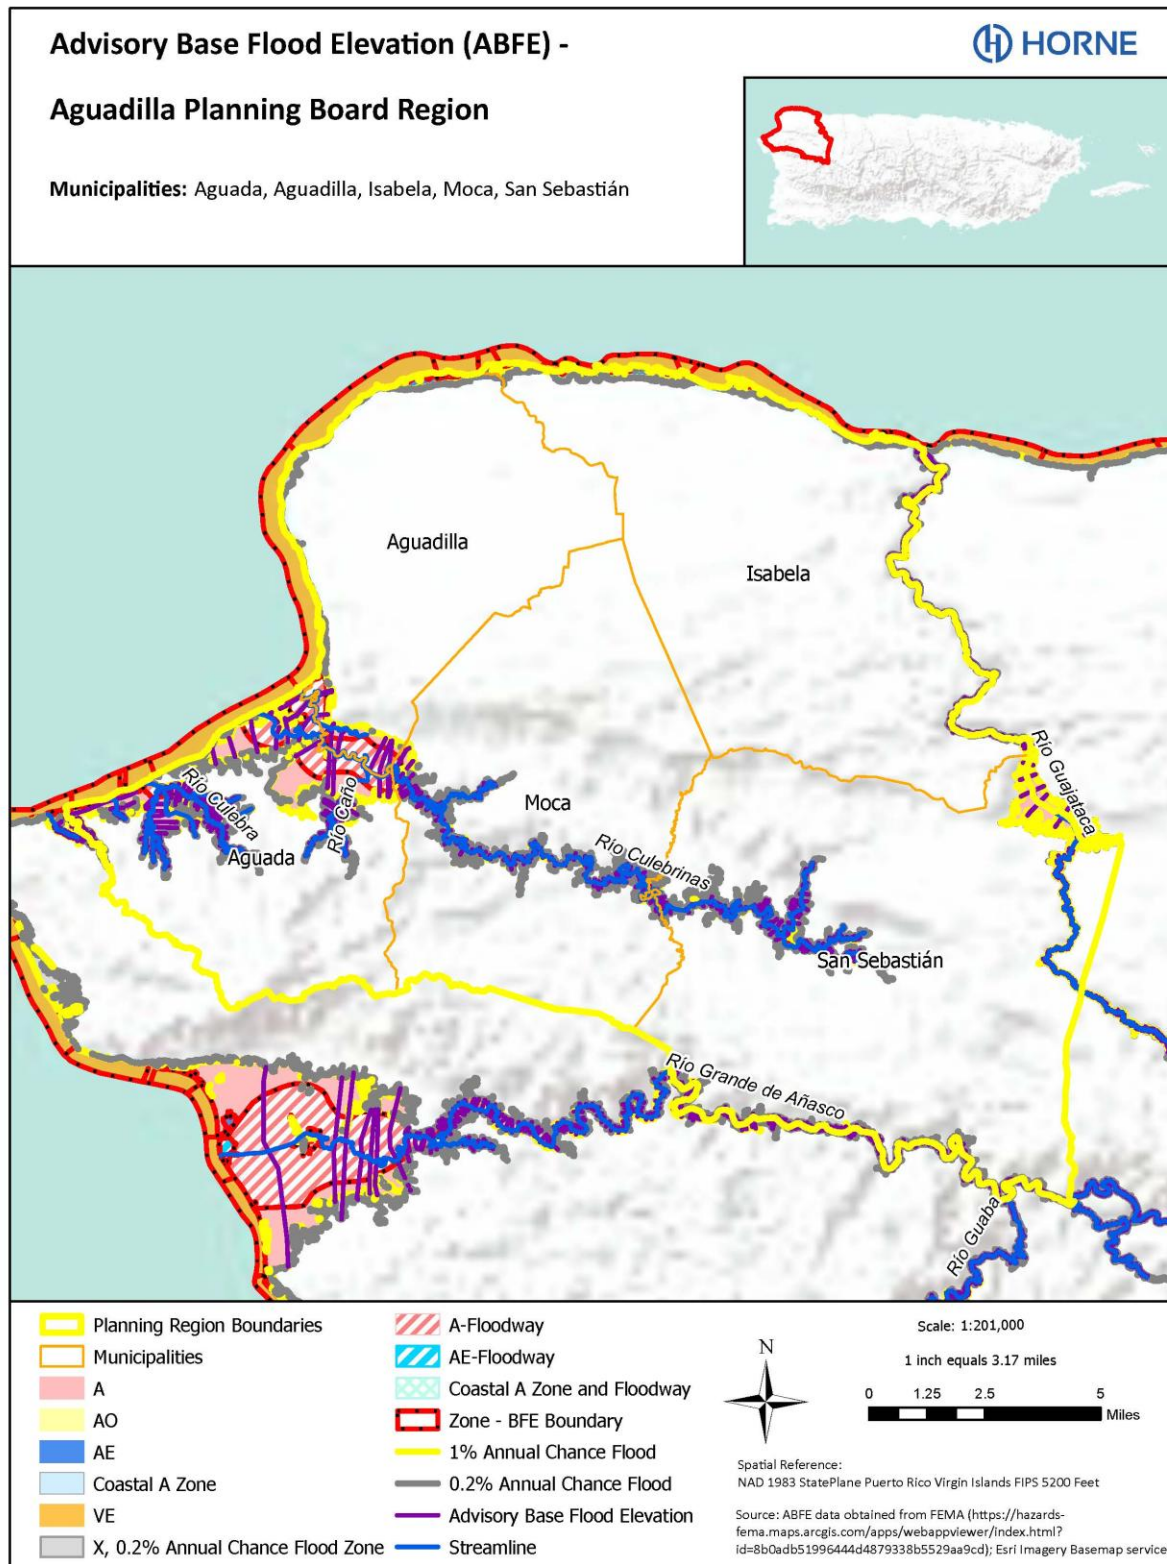 Advisory Base Flood Elevation (ABFE) -
HORNE
Aguadilla Planning Board Region
Municipalities: Aguada, Aguadilla, Isabela, Moca, San Sebastián
Aguadilla
Isabela
Río Guajataca
Río Culebra
Río Caño
Moca
Aguada
Río Culebrinas
San Sebastián
Río Grande de Añasco
Río Guaba
Planning Region Boundaries
Municipalities
A
AO
AE
Coastal A Zone
VE
X, 0.2% Annual Chance Flood Zone
A-Floodway
AE-Floodway
Coastal A Zone and Floodway
Zone - BFE Boundary
1% Annual Chance Flood
0.2% Annual Chance Flood
Advisory Base Flood Elevation
Streamline
N
Scale: 1:201,000
1 inch equals 3.17 miles
0 1.25 2.5 5
Miles
Spatial Reference:
NAD 1983 StatePlane Puerto Rico Virgin Islands FIPS 5200 Feet
Source: ABFE data obtained from FEMA (https://hazards-
fema.maps.arcgis.com/apps/webappviewer/index.html?
id=8b0adb51996444d4879338b5529aa9cd); Esri Imagery Basemap service